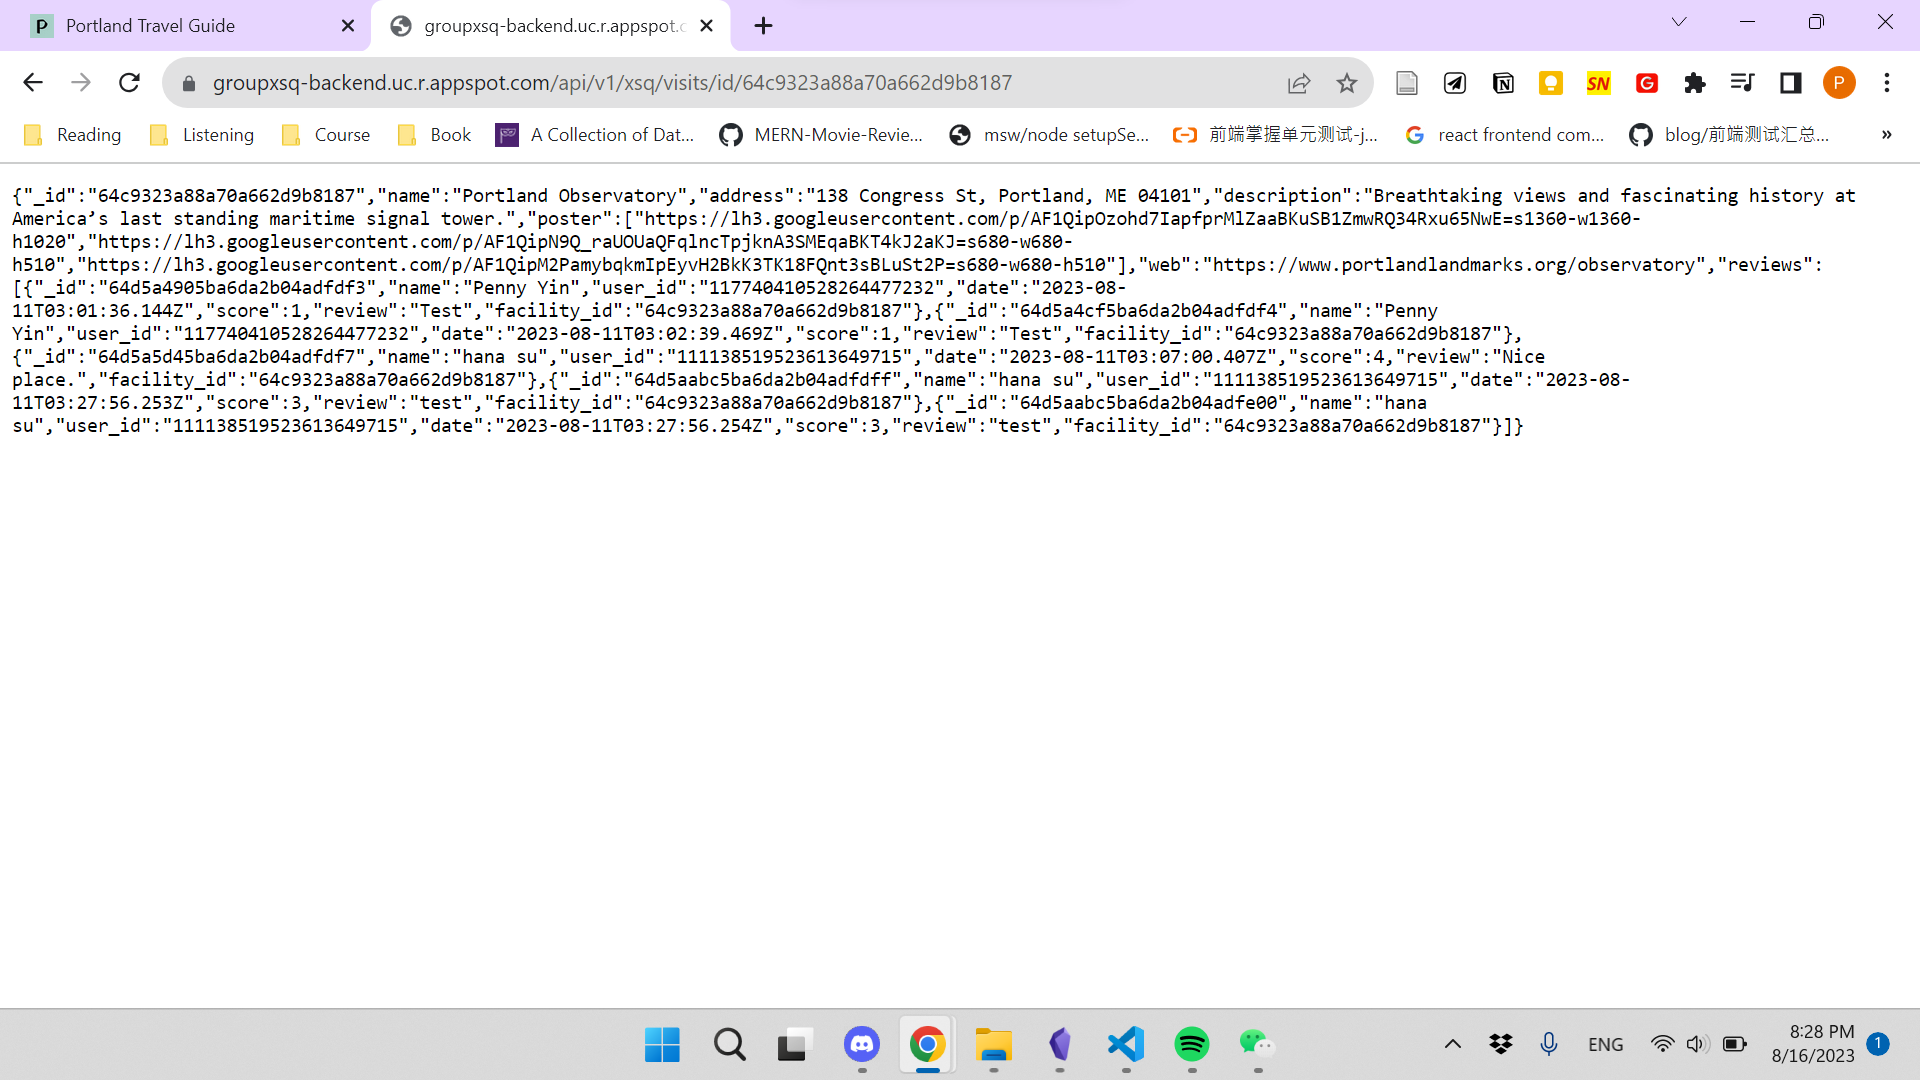 Portland Travel Guide
groupxsq-backend.uc.r.appspot.c
groupxsq-backend.uc.r.appspot.com/api/v1/xsq/visits/id/64c9323a88a70a662d9b8187
SN
G
P
Reading
Listening
Course
Book
A Collection of Dat...
MERN-Movie-Revie...
msw/node setupSe...
前端掌握单元测试-j...
react frontend com...
blog/前端测试汇总...
»
{"_id":"64c9323a88a70a662d9b8187","name":"Portland Observatory","address":"138 Congress St, Portland, ME 04101","description":"Breathtaking views and fascinating history at
America’s last standing maritime signal tower.","poster":["https://lh3.googleusercontent.com/p/AF1QipOzohd7IapfprMlZaaBKuSB1ZmwRQ34Rxu65NwE=s1360-w1360-
h1020","https://lh3.googleusercontent.com/p/AF1QipN9Q_raUOUaQFqlncTpjknA3SMEqaBKT4kJ2aKJ=s680-w680-
h510","https://lh3.googleusercontent.com/p/AF1QipM2PamybqkmIpEyvH2BkK3TK18FQnt3sBLuSt2P=s680-w680-h510"],"web":"https://www.portlandlandmarks.org/observatory","reviews":
[{"_id":"64d5a4905ba6da2b04adfdf3","name":"Penny Yin","user_id":"117740410528264477232","date":"2023-08-
11T03:01:36.144Z","score":1,"review":"Test","facility_id":"64c9323a88a70a662d9b8187"},{"_id":"64d5a4cf5ba6da2b04adfdf4","name":"Penny
Yin","user_id":"117740410528264477232","date":"2023-08-11T03:02:39.469Z","score":1,"review":"Test","facility_id":"64c9323a88a70a662d9b8187"},
{"_id":"64d5a5d45ba6da2b04adfdf7","name":"hana su","user_id":"111138519523613649715","date":"2023-08-11T03:07:00.407Z","score":4,"review":"Nice
place.","facility_id":"64c9323a88a70a662d9b8187"},{"_id":"64d5aabc5ba6da2b04adfdff","name":"hana su","user_id":"111138519523613649715","date":"2023-08-
11T03:27:56.253Z","score":3,"review":"test","facility_id":"64c9323a88a70a662d9b8187"},{"_id":"64d5aabc5ba6da2b04adfe00","name":"hana
su","user_id":"111138519523613649715","date":"2023-08-11T03:27:56.254Z","score":3,"review":"test","facility_id":"64c9323a88a70a662d9b8187"}]}
ENG
8:28 PM
8/16/2023
1